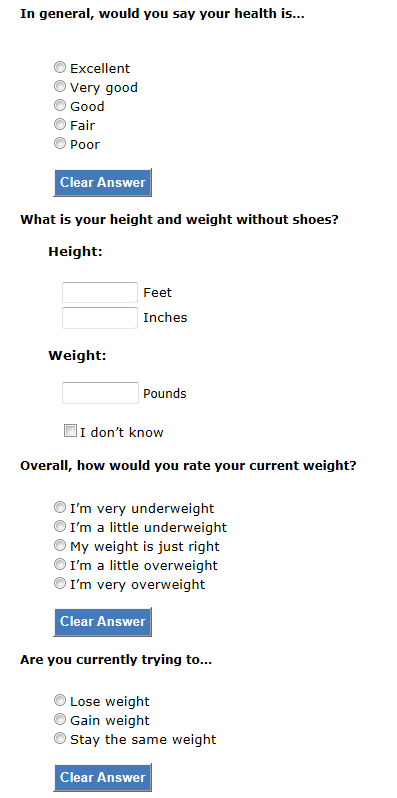 In general, would you say your health is...
Excellent
Very good
Good
Fair
Poor
Clear Answer
What is your height and weight without shoes?
Height:
Feet
Inches
Weight:
Pounds
I don’t know
Overall, how would you rate your current weight?
I’m very underweight
I’m a little underweight
My weight is just right
I’m a little overweight
I’m very overweight
Clear Answer
Are you currently trying to...
Lose weight
Gain weight
Stay the same weight
Clear Answer